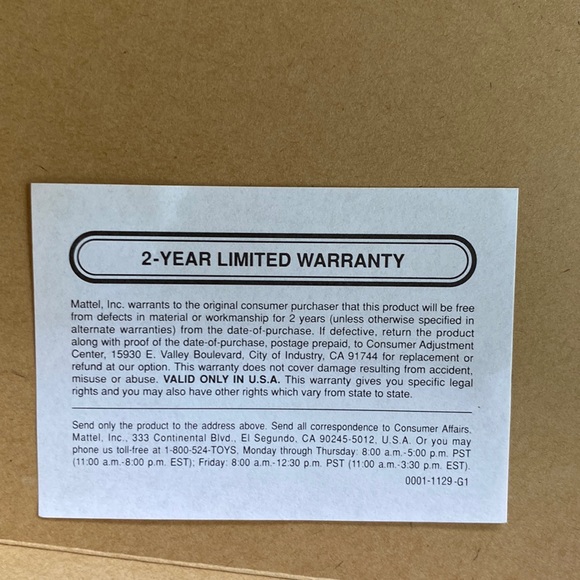 2-YEAR LIMITED WARRANTY
Mattel, Inc. warrants to the original consumer purchaser that this product will be free
from defects in material or workmanship for 2 years (unless otherwise specified in
alternate warranties) from the date-of-purchase. If defective, return the product
along with proof of the date-of-purchase, postage prepaid, to Consumer Adjustment
Center, 15930 E. Valley Boulevard, City of Industry, CA 91744 for replacement or
refund at our option. This warranty does not cover damage resulting from accident,
misuse or abuse. VALID ONLY IN U.S.A. This warranty gives you specific legal
rights and you may also have other rights which vary from state to state.
Send only the product to the address above. Send all correspondence to Consumer Affairs,
Mattel, Inc., 333 Continental Blvd., El Segundo, CA 90245-5012, U.S.A. Or you may
phone us toll-free at 1-800-524-TOYS. Monday through Thursday: 8:00 a.m.-5:00 p.m. PST
(11:00 a.m.-8:00 p.m. EST); Friday: 8:00 a.m.-12:30 p.m. PST (11:00 a.m.-3:30 p.m. EST).
0001-1129-G1